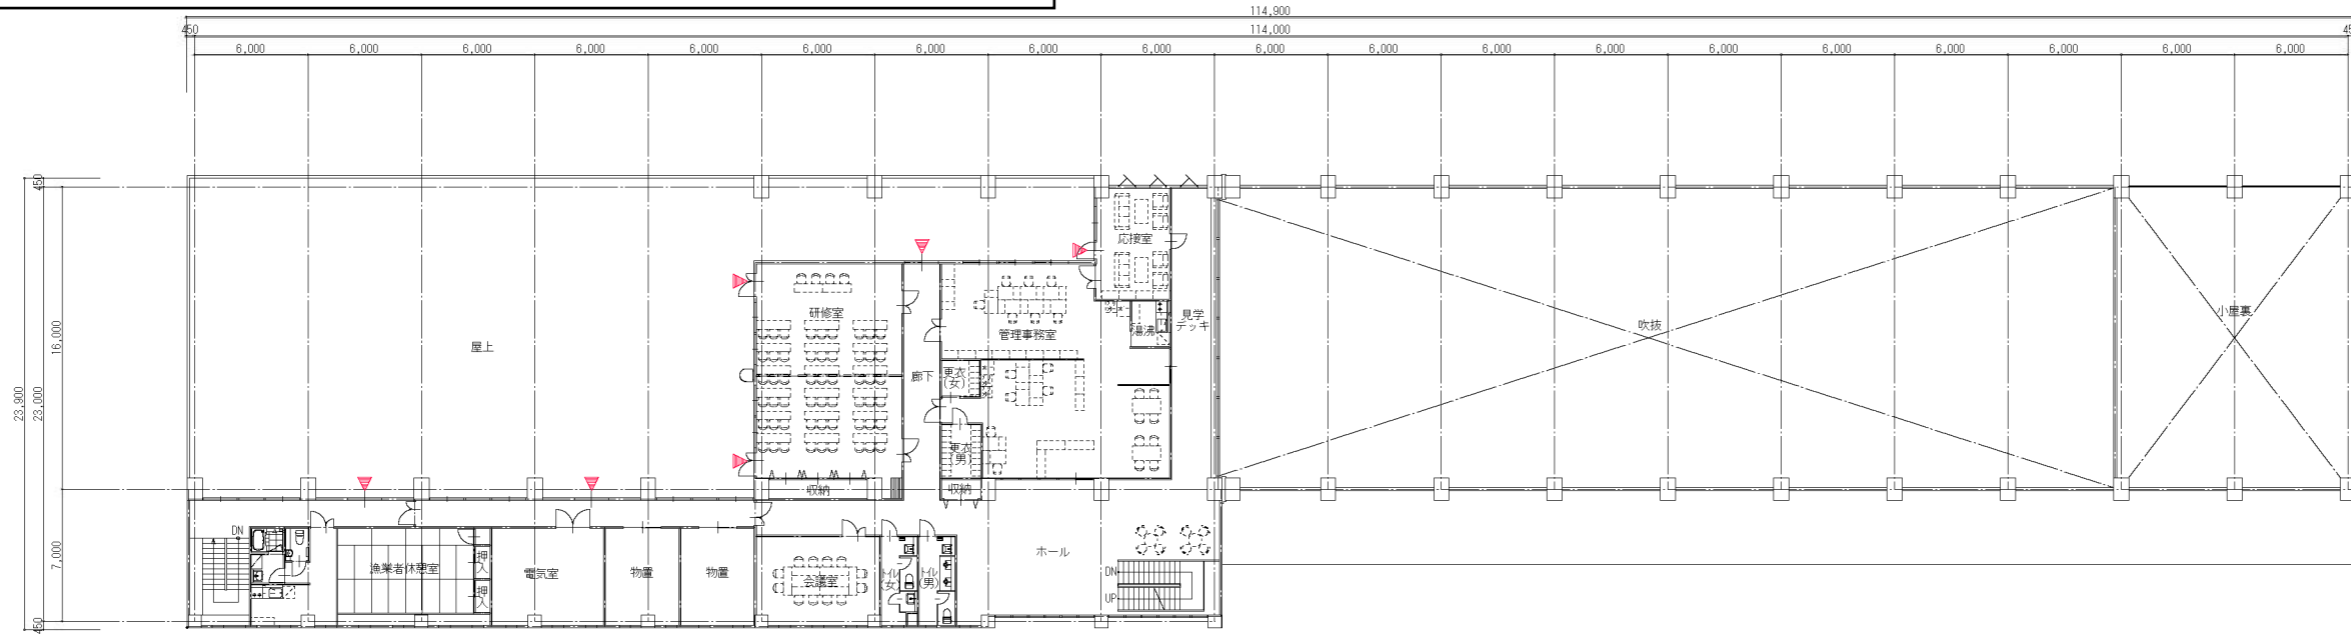 114,900
450 114,000 45
6,000 6,000 6,000 6,000 6,000 6,000 6,000 6,000 6,000 6,000 6,000 6,000 6,000 6,000 6,000 6,000 6,000 6,000 6,000
450
応接室
研修室
見学
デッキ
小屋裏
吹抜
湯沸
管理事務室
16,000
屋上
廊下
更衣
(女)
23,900
23,000
更衣
(男)
収納
収納
DN
ホール
7,000
漁業者休憩室
押入
電気室
物置
物置
会議室
トイレ
(女)
トイレ
(男)
DN
押入
UP
450